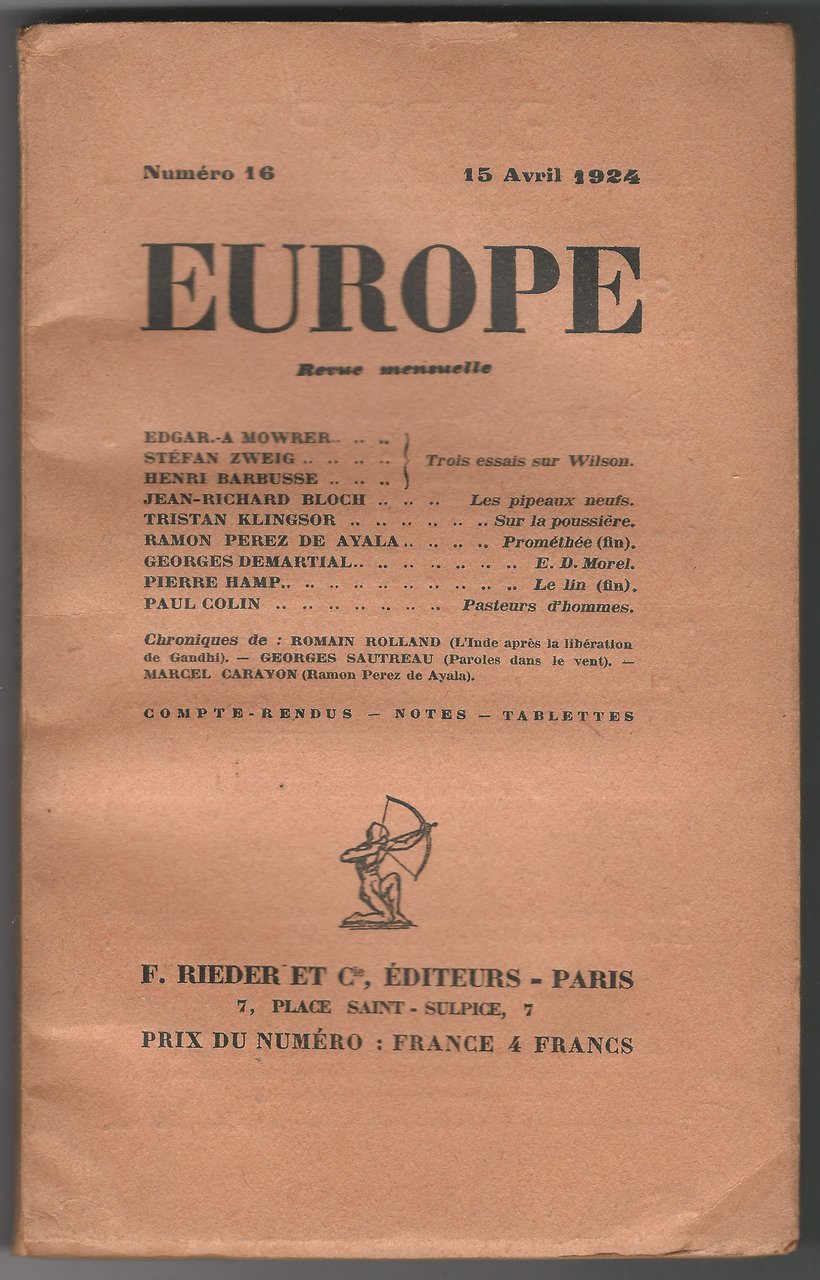 Numéro 16 15 Avril 1924
EUROPE
Revue mensuelle
EDGAR.-A MOWRER.. .. ..
STÉFAN ZWEIG .. .. .. .. Trois essais sur Wilson.
HENRI BARBUSSE .. .. ..
JEAN-RICHARD BLOCH .. .. .. Les pipeaux neufs.
TRISTAN KLINGSOR .. .. .. .. .. .. .. Sur la poussière.
RAMON PEREZ DE AYALA.. .. .. .. Prométhée (fin).
GEORGES DEMARTIAL.. .. .. .. .. .. .. E. D. Morel.
PIERRE HAMP.. .. .. .. .. .. .. .. .. .. .. Le lin (fin).
PAUL COLIN .. .. .. .. .. .. .. Pasteurs d'hommes.
Chroniques de : ROMAIN ROLLAND (L'Inde après la libération
de Gandhi). — GEORGES SAUTREAU (Paroles dans le vent). —
MARCEL CARAYON (Ramon Perez de Ayala).
COMPTE-RENDUS — NOTES — TABLETTES
F. RIEDER ET Cie, ÉDITEURS - PARIS
7, PLACE SAINT-SULPICE, 7
PRIX DU NUMÉRO : FRANCE 4 FRANCS